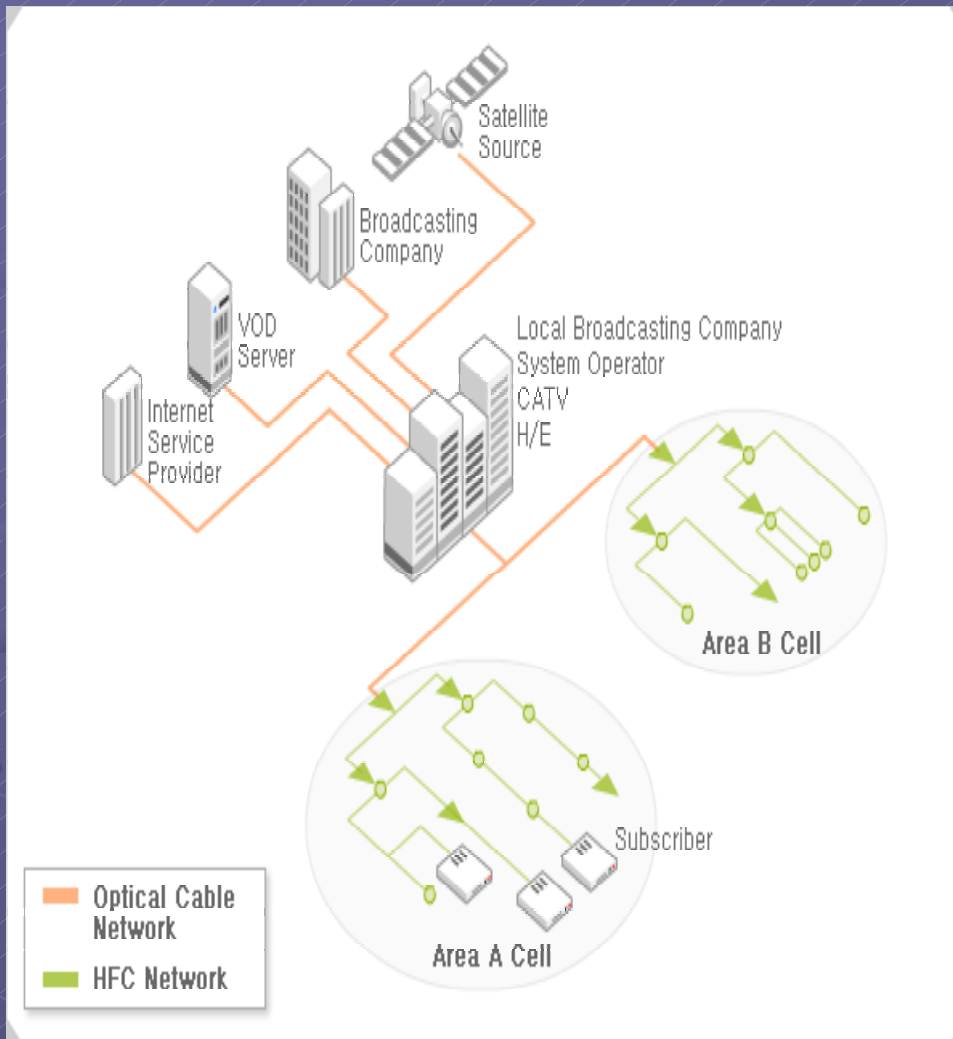 Satellite
Source
Broadcasting
Company
VOD
Server
Local Broadcasting Company
System Operator
CATV
H/E
Internet
Service
Provider
Area B Cell
Subscriber
Area A Cell
Optical Cable
Network
HFC Network